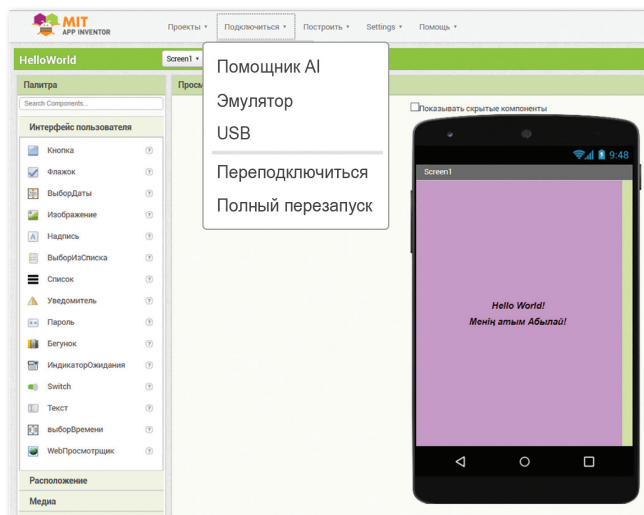 MIT
APP INVENTOR
Проекты Подключиться Построить Settings Помощь
HelloWorld
Screen1
Палитра
Search Components...
Интерфейс пользователя
Кнопка
Флажок
ВыборДаты
Изображение
Надпись
ВыборИзСписка
Список
Уведомитель
Пароль
Бегунок
ИндикаторОжидания
Switch
Текст
выборВремени
WebПросмотрщик
Расположение
Медиа
Прос
Помощник AI
Эмулятор
USB
Переподключиться
Полный перезапуск
Показывать скрытые компоненты
9:48
Screen1
Hello World!
Менің атым Абылай!